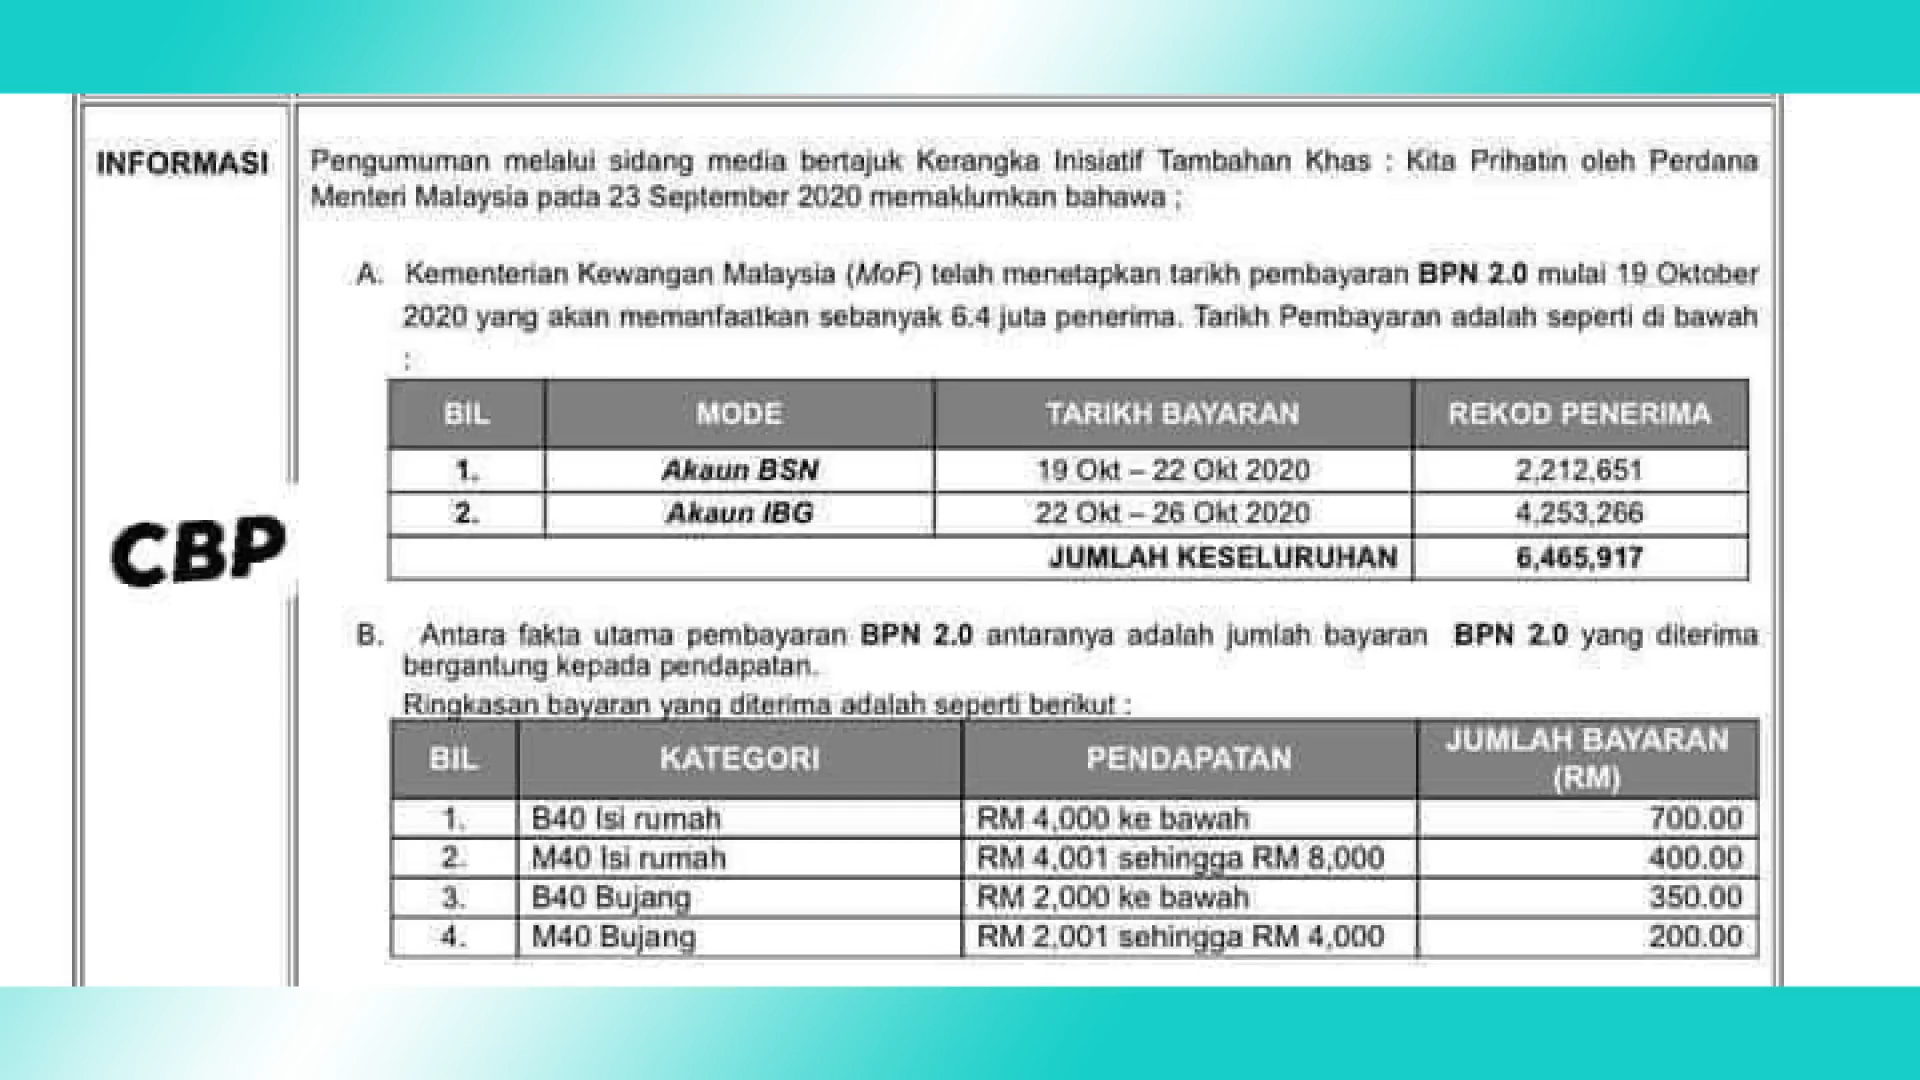 INFORMASI
Pengumuman melalui sidang media bertajuk Kerangka Inisiatif Tambahan Khas : Kita Prihatin oleh Perdana
Menteri Malaysia pada 23 September 2020 memaklumkan bahawa ;
A. Kementerian Kewangan Malaysia (MoF) telah menetapkan tarikh pembayaran BPN 2.0 mulai 19 Oktober
2020 yang akan memanfaatkan sebanyak 6.4 juta penerima. Tarikh Pembayaran adalah seperti di bawah
:
BIL MODE TARIKH BAYARAN REKOD PENERIMA
1. Akaun BSN 19 Okt – 22 Okt 2020 2,212,651
2. Akaun IBG 22 Okt – 26 Okt 2020 4,253,266
JUMLAH KESELURUHAN 6,465,917
CBP
B. Antara fakta utama pembayaran BPN 2.0 antaranya adalah jumlah bayaran BPN 2.0 yang diterima
bergantung kepada pendapatan.
Ringkasan bayaran yang diterima adalah seperti berikut :
BIL KATEGORI PENDAPATAN JUMLAH BAYARAN
(RM)
1. B40 Isi rumah RM 4,000 ke bawah 700.00
2. M40 Isi rumah RM 4,001 sehingga RM 8,000 400.00
3. B40 Bujang RM 2,000 ke bawah 350.00
4. M40 Bujang RM 2,001 sehingga RM 4,000 200.00